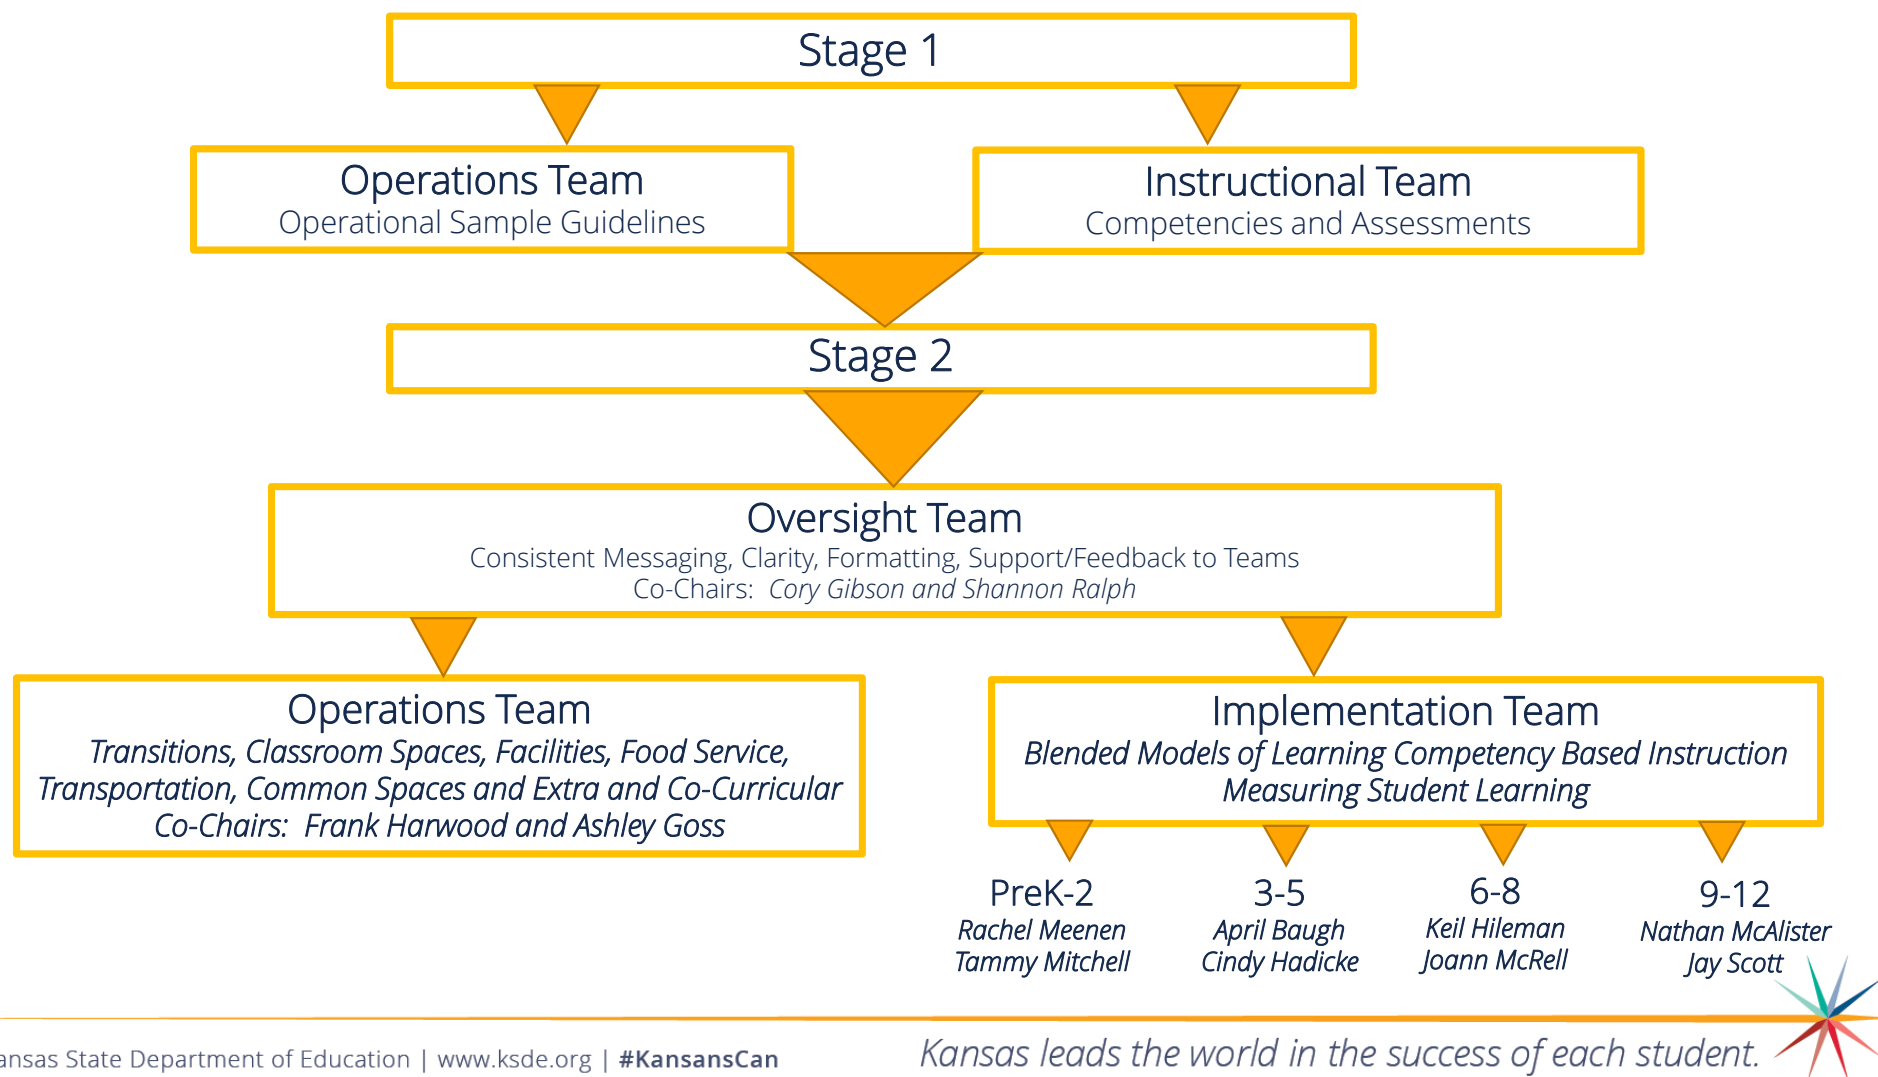 Stage 1
Operations Team
Operational Sample Guidelines
Instructional Team
Competencies and Assessments
Stage 2
Oversight Team
Consistent Messaging, Clarity, Formatting, Support/Feedback to Teams
Co-Chairs: Cory Gibson and Shannon Ralph
Operations Team
Transitions, Classroom Spaces, Facilities, Food Service,
Transportation, Common Spaces and Extra and Co-Curricular
Co-Chairs: Frank Harwood and Ashley Goss
Implementation Team
Blended Models of Learning Competency Based Instruction
Measuring Student Learning
PreK-2
Rachel Meenen
Tammy Mitchell
3-5
April Baugh
Cindy Hadicke
6-8
Keil Hileman
Joann McRell
9-12
Nathan McAlister
Jay Scott
ansas State Department of Education | www.ksde.org | #KansansCan
Kansas leads the world in the success of each student.